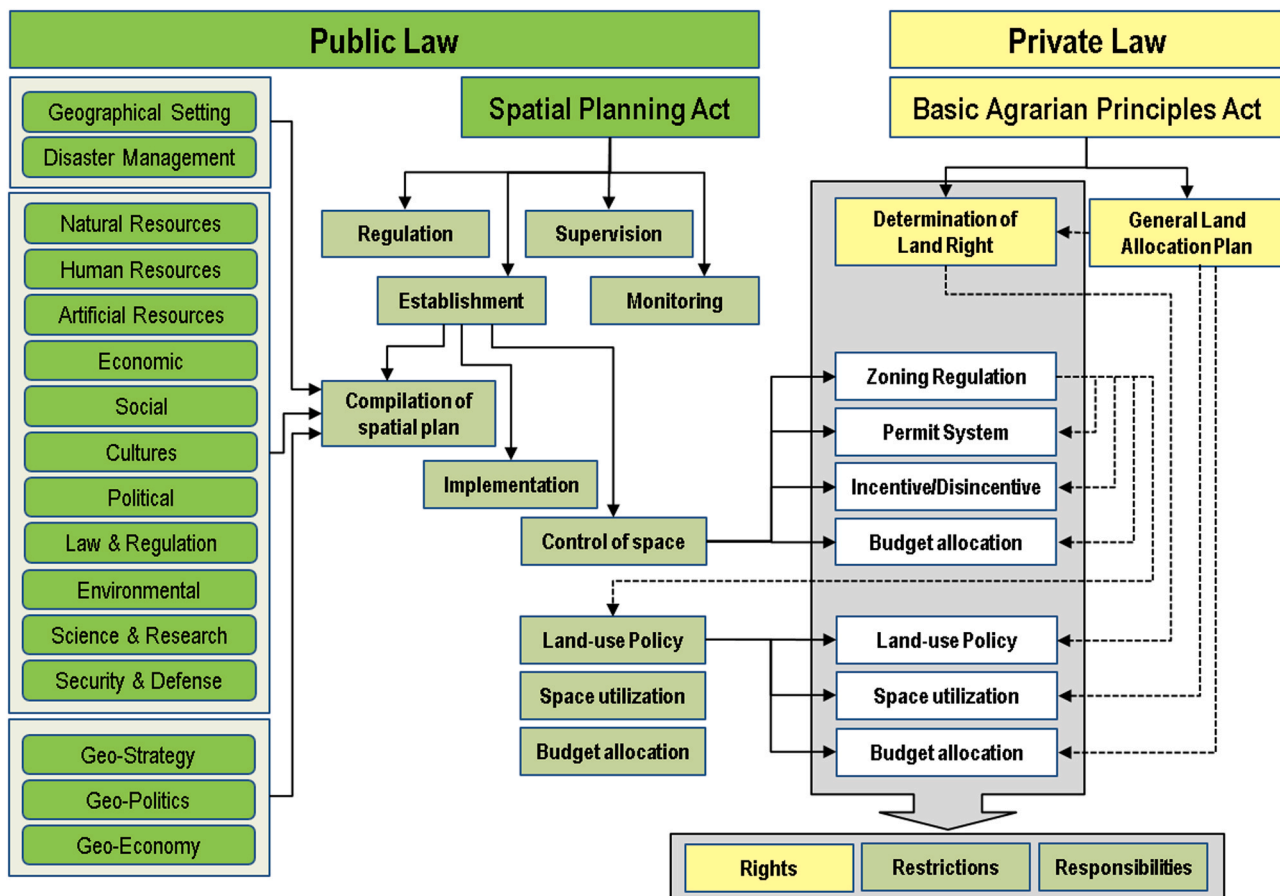 Public Law
Private Law
Geographical Setting
Disaster Management
Natural Resources
Human Resources
Artificial Resources
Economic
Social
Cultures
Political
Law & Regulation
Environmental
Science & Research
Security & Defense
Geo-Strategy
Geo-Politics
Geo-Economy
Spatial Planning Act
Regulation
Supervision
Establishment
Monitoring
Compilation of
spatial plan
Implementation
Control of space
Land-use Policy
Space utilization
Budget allocation
Basic Agrarian Principles Act
Determination of
Land Right
General Land
Allocation Plan
Zoning Regulation
Permit System
Incentive/Disincentive
Budget allocation
Land-use Policy
Space utilization
Budget allocation
Rights
Restrictions
Responsibilities